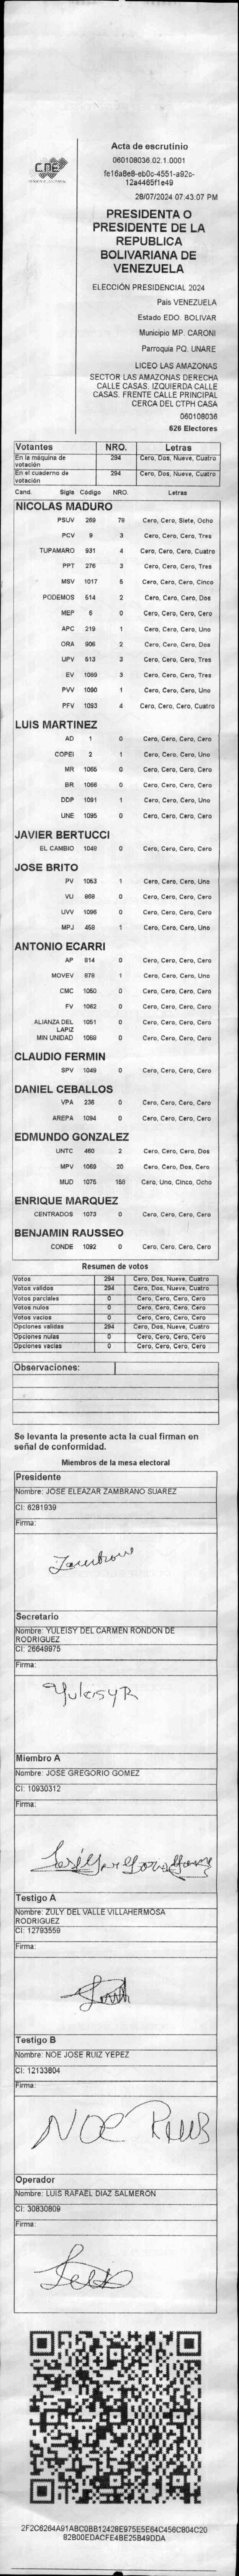 CNE
Acta de escrutinio
060108036.02.1.0001
fe16a8e8-eb0c-4551-a92c-
12a4465f1e49
28/07/2024 07:43:07 PM
PRESIDENTA O
PRESIDENTE DE LA
REPUBLICA
BOLIVARIANA DE
VENEZUELA
ELECCIÓN PRESIDENCIAL 2024
País VENEZUELA
Estado EDO. BOLIVAR
Municipio MP. CARONI
Parroquia PQ. UNARE
LICEO LAS AMAZONAS
SECTOR LAS AMAZONAS DERECHA
CALLE CASAS. IZQUIERDA CALLE
CASAS. FRENTE CALLE PRINCIPAL
CERCA DEL CTPH CASA
060108036
626 Electores
Votantes NRO. Letras
En la máquina de votación 294 Cero, Dos, Nueve, Cuatro
En el cuaderno de votación 294 Cero, Dos, Nueve, Cuatro
Cand. Sigla Código NRO. Letras
NICOLAS MADURO
PSUV 269 78 Cero, Cero, Siete, Ocho
PCV 9 3 Cero, Cero, Cero, Tres
TUPAMARO 931 4 Cero, Cero, Cero, Cuatro
PPT 276 3 Cero, Cero, Cero, Tres
MSV 1017 5 Cero, Cero, Cero, Cinco
PODEMOS 514 2 Cero, Cero, Cero, Dos
MEP 6 0 Cero, Cero, Cero, Cero
APC 219 1 Cero, Cero, Cero, Uno
ORA 906 2 Cero, Cero, Cero, Dos
UPV 513 3 Cero, Cero, Cero, Tres
EV 1089 3 Cero, Cero, Cero, Tres
PVV 1090 1 Cero, Cero, Cero, Uno
PFV 1093 4 Cero, Cero, Cero, Cuatro
LUIS MARTINEZ
AD 1 0 Cero, Cero, Cero, Cero
COPEI 2 1 Cero, Cero, Cero, Uno
MR 1065 0 Cero, Cero, Cero, Cero
BR 1066 0 Cero, Cero, Cero, Cero
DDP 1091 1 Cero, Cero, Cero, Uno
UNE 1095 0 Cero, Cero, Cero, Cero
JAVIER BERTUCCI
EL CAMBIO 1048 0 Cero, Cero, Cero, Cero
JOSE BRITO
PV 1053 1 Cero, Cero, Cero, Uno
VU 868 0 Cero, Cero, Cero, Cero
UVV 1096 0 Cero, Cero, Cero, Cero
MPJ 458 1 Cero, Cero, Cero, Uno
ANTONIO ECARRI
AP 814 0 Cero, Cero, Cero, Cero
MOVEV 878 1 Cero, Cero, Cero, Uno
CMC 1050 0 Cero, Cero, Cero, Cero
FV 1062 0 Cero, Cero, Cero, Cero
ALIANZA DEL LAPIZ 1051 0 Cero, Cero, Cero, Cero
MIN UNIDAD 1068 0 Cero, Cero, Cero, Cero
CLAUDIO FERMIN
SPV 1049 0 Cero, Cero, Cero, Cero
DANIEL CEBALLOS
VPA 236 0 Cero, Cero, Cero, Cero
AREPA 1094 0 Cero, Cero, Cero, Cero
EDMUNDO GONZALEZ
UNTC 460 2 Cero, Cero, Cero, Dos
MPV 1069 20 Cero, Cero, Dos, Cero
MUD 1075 158 Cero, Uno, Cinco, Ocho
ENRIQUE MARQUEZ
CENTRADOS 1073 0 Cero, Cero, Cero, Cero
BENJAMIN RAUSSEO
CONDE 1092 0 Cero, Cero, Cero, Cero
Resumen de votos
Votos 294 Cero, Dos, Nueve, Cuatro
Votos validos 294 Cero, Dos, Nueve, Cuatro
Votos parciales 0 Cero, Cero, Cero, Cero
Votos nulos 0 Cero, Cero, Cero, Cero
Votos vacios 0 Cero, Cero, Cero, Cero
Opciones validas 294 Cero, Dos, Nueve, Cuatro
Opciones nulas 0 Cero, Cero, Cero, Cero
Opciones vacias 0 Cero, Cero, Cero, Cero
Observaciones:
Se levanta la presente acta la cual firman en
señal de conformidad.
Miembros de la mesa electoral
Presidente
Nombre: JOSE ELEAZAR ZAMBRANO SUAREZ
CI: 6281939
Firma:
Zambrano
Secretario
Nombre: YULEISY DEL CARMEN RONDON DE
RODRIGUEZ
CI: 26649975
Firma:
Yuleisy R
Miembro A
Nombre: JOSE GREGORIO GOMEZ
CI: 10930312
Firma:
Testigo A
Nombre: ZULY DEL VALLE VILLAHERMOSA
RODRIGUEZ
CI: 12793559
Firma:
Testigo B
Nombre: NOE JOSE RUIZ YEPEZ
CI: 12133804
Firma:
NOE RUIZ
Operador
Nombre: LUIS RAFAEL DIAZ SALMERON
CI: 30830809
Firma:
2F2C6264A91ABC0BB12428E975E5E64C456C804C20
82B00EDACFE4BE25B49DDA